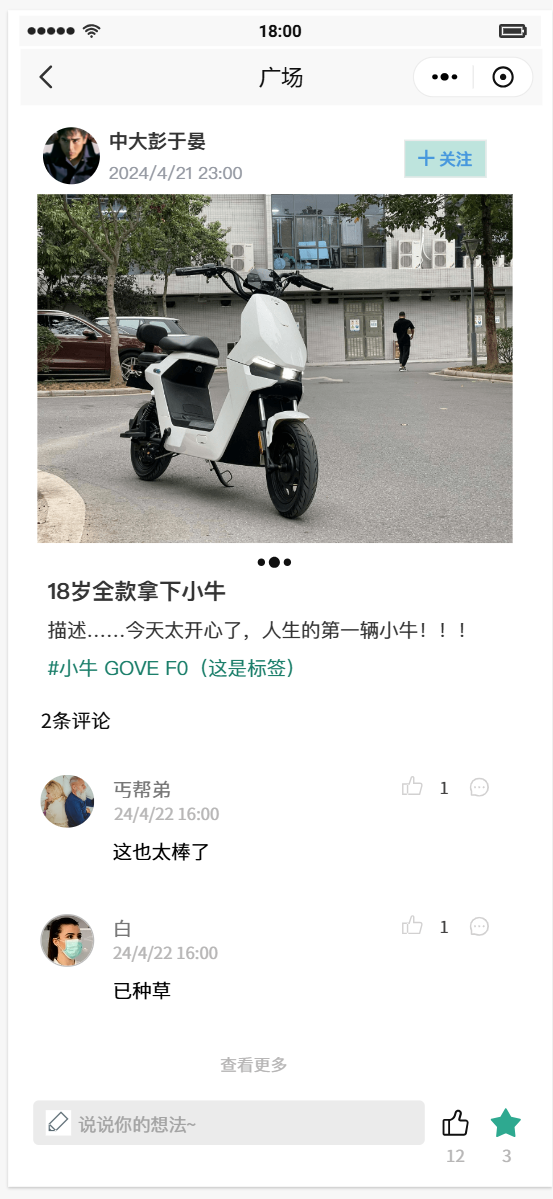 18:00
广场
中大彭于晏
2024/4/21 23:00
+ 关注
18岁全款拿下小牛
描述……今天太开心了，人生的第一辆小牛！！！
#小牛 GOVE F0（这是标签）
2条评论
丐帮弟
1
24/4/22 16:00
这也太棒了
白
1
24/4/22 16:00
已种草
查看更多
说说你的想法~
12
3